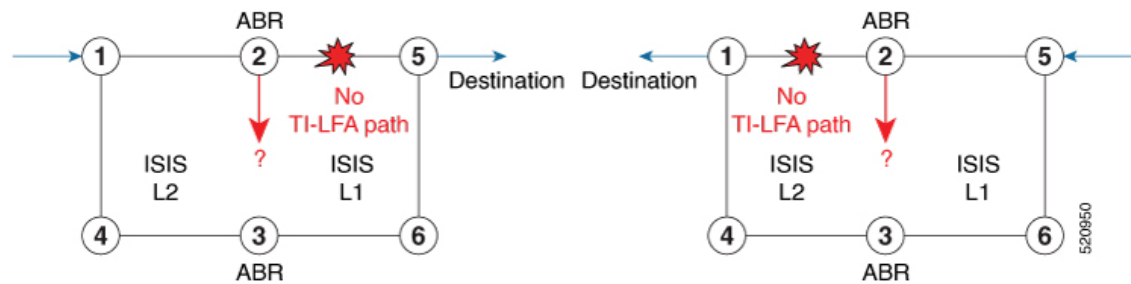 ABR
1
2
5
Destination
No
TI-LFA path
?
ISIS
L2
ISIS
L1
4
3
6
ABR
ABR
1
2
5
Destination
No
TI-LFA path
?
ISIS
L2
ISIS
L1
4
3
6
ABR
520950